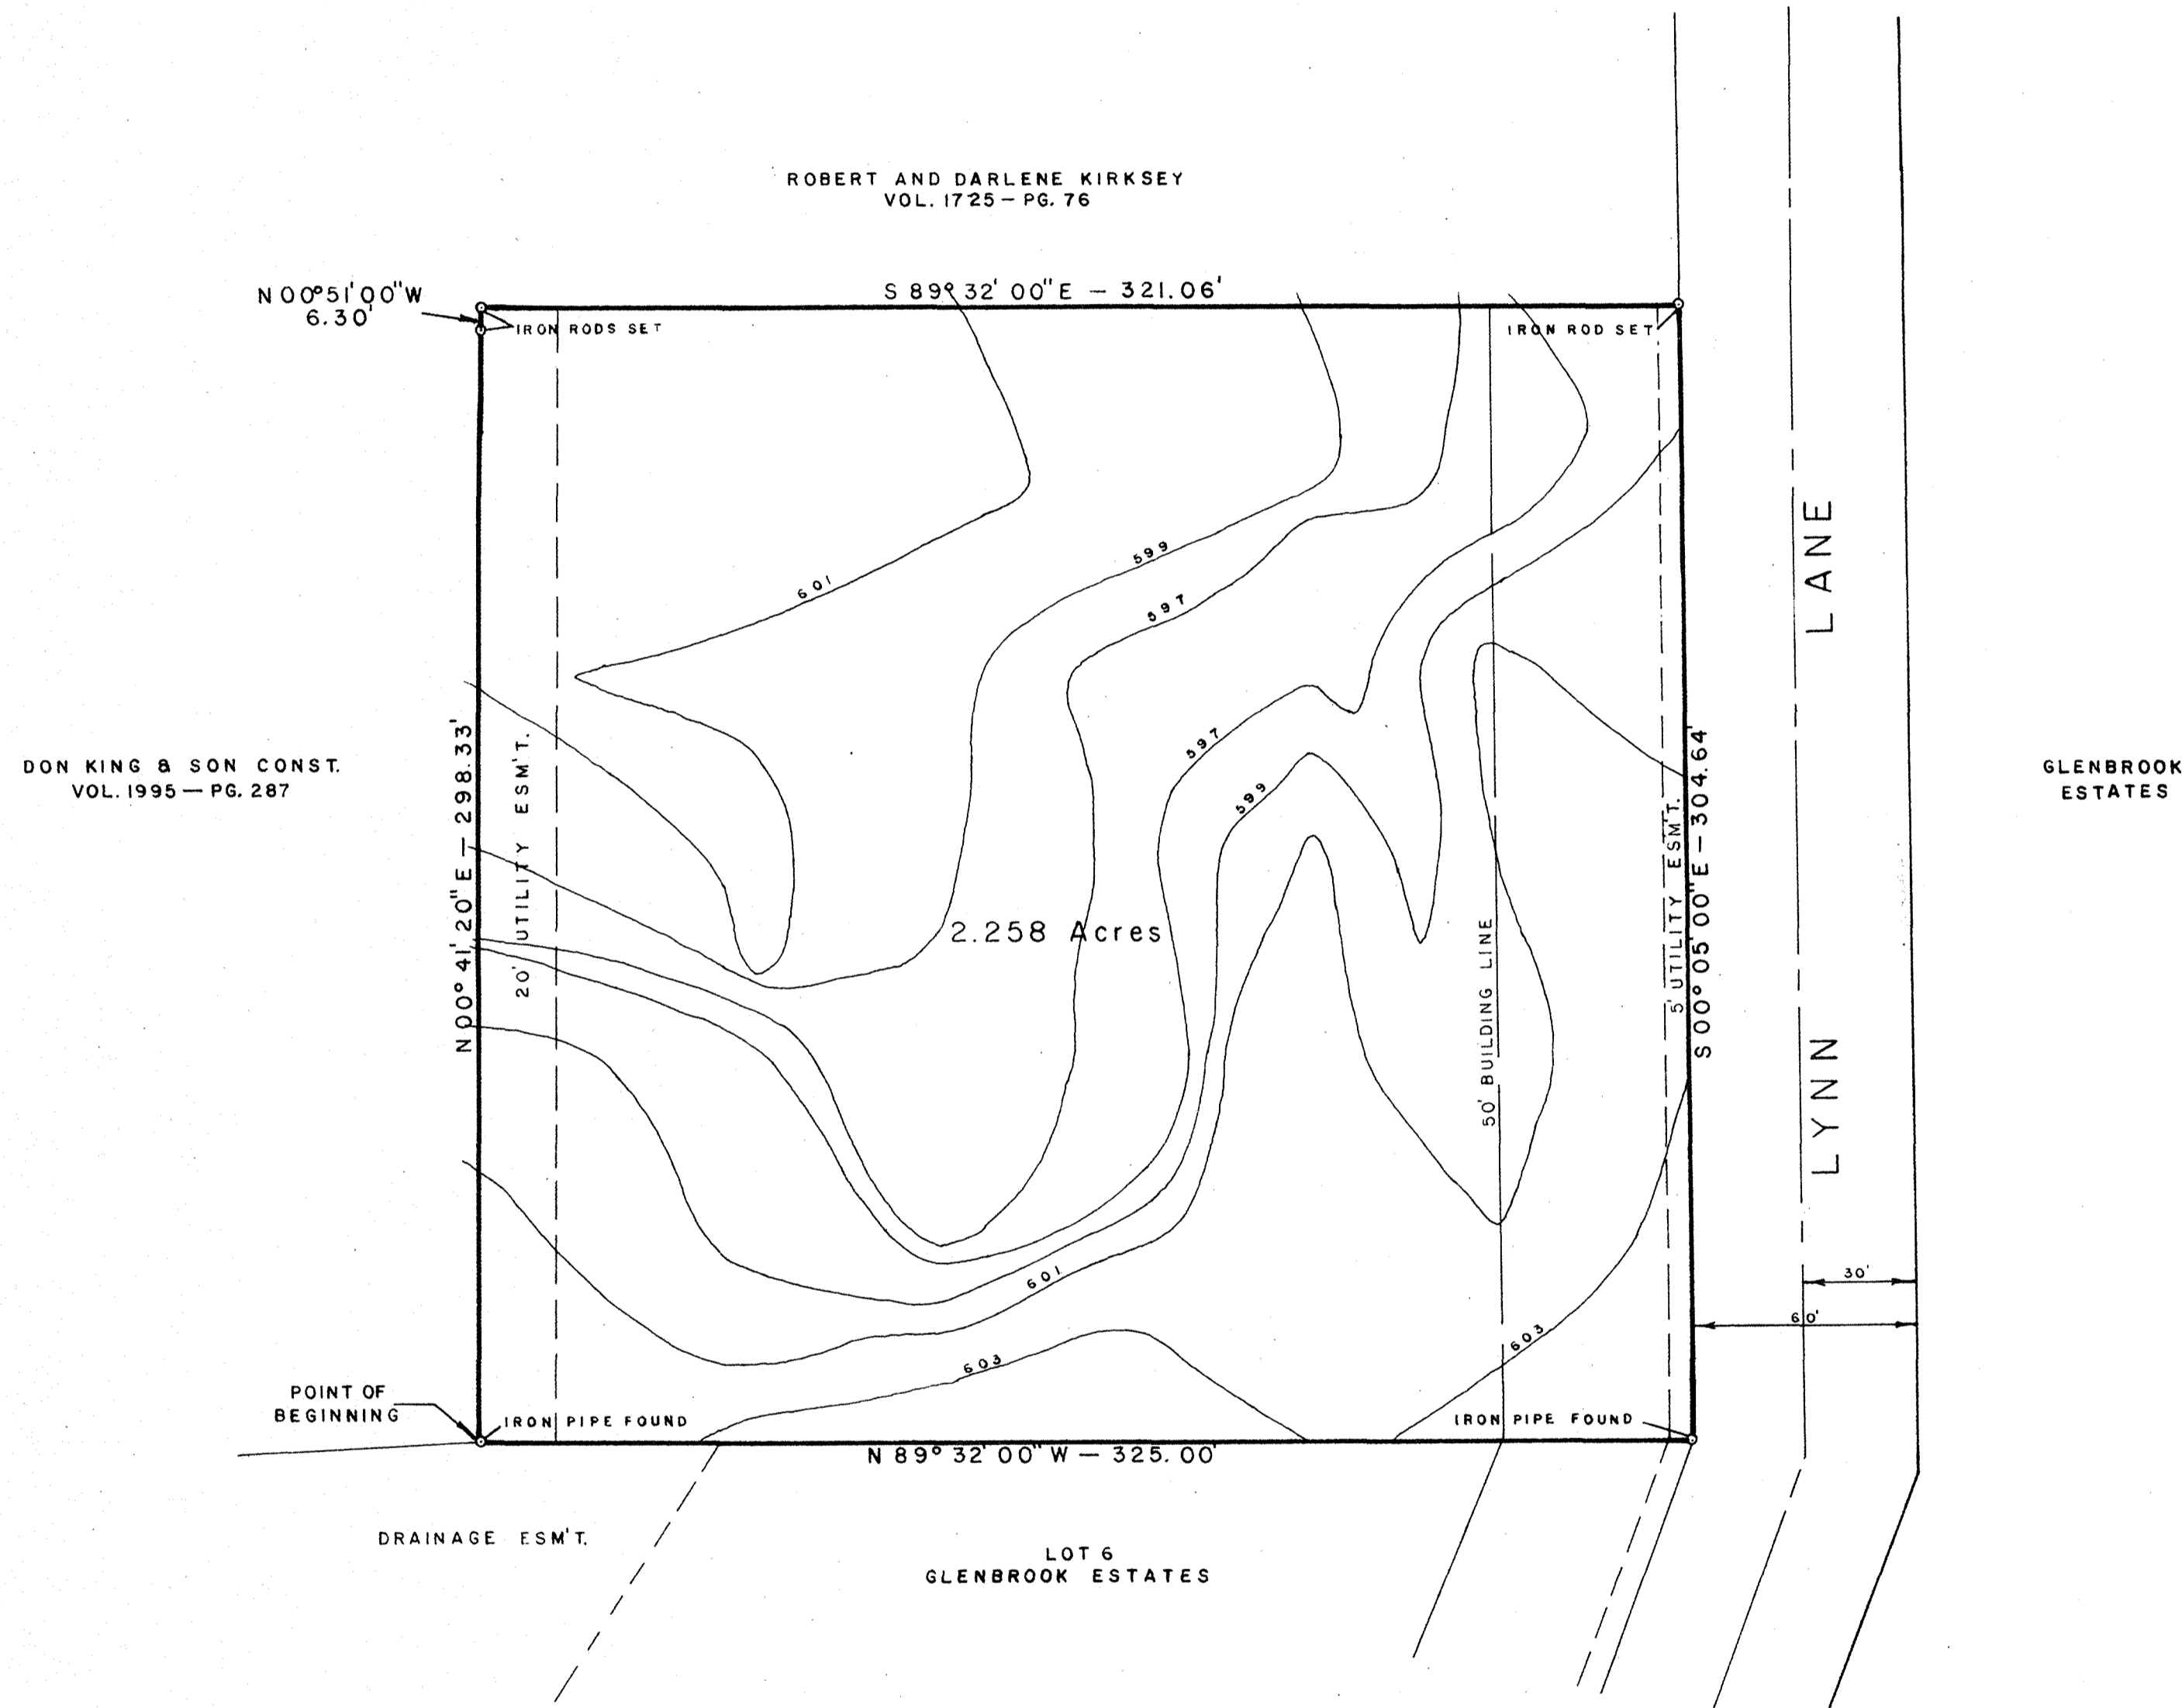 ROBERT AND DARLENE KIRKSEY
VOL. 1725 — PG. 76
N 00°51'00"W
6.30'
S 89° 32' 00"E — 321.06'
IRON RODS SET
IRON ROD SET
601
599
597
LANE
DON KING & SON CONST.
VOL. 1995 — PG. 287
N 00° 41' 20" E — 298.33'
20' UTILITY ESM'T.
597
599
2.258 Acres
50' BUILDING LINE
5' UTILITY ESM'T.
S 00° 05' 00" E — 304.64'
GLENBROOK
ESTATES
LYNN
601
30'
60'
603
603
POINT OF
BEGINNING
IRON PIPE FOUND
IRON PIPE FOUND
N 89° 32' 00" W — 325.00'
DRAINAGE ESM'T.
LOT 6
GLENBROOK ESTATES